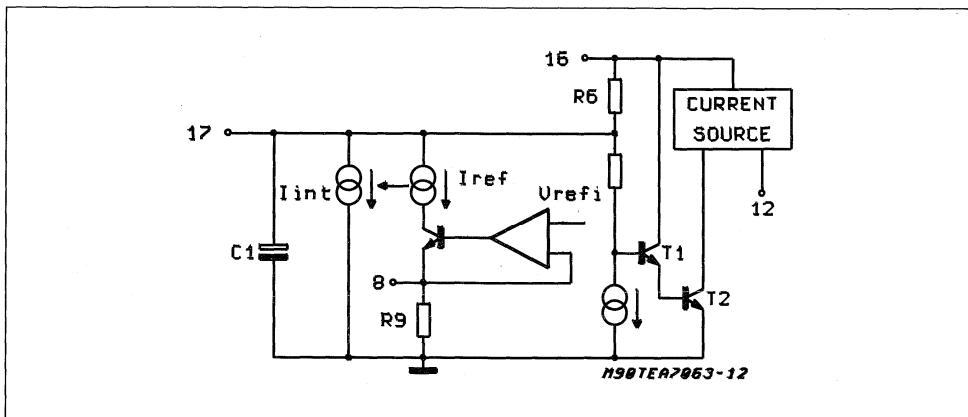 16
R6
CURRENT
SOURCE
17
Iint
Iref
Vrefi
12
C1
T1
8
T2
R9
M90TEA7063-12